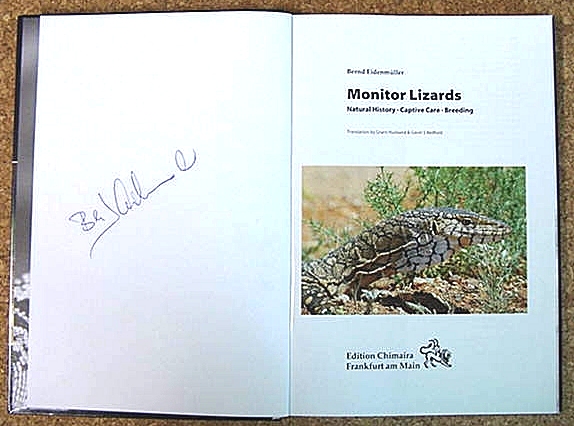 Bernd Eidenmüller
Monitor Lizards
Natural History • Captive Care • Breeding
Translation by Grant Husband & Gavin S Bedford
Edition Chimaira
Frankfurt am Main